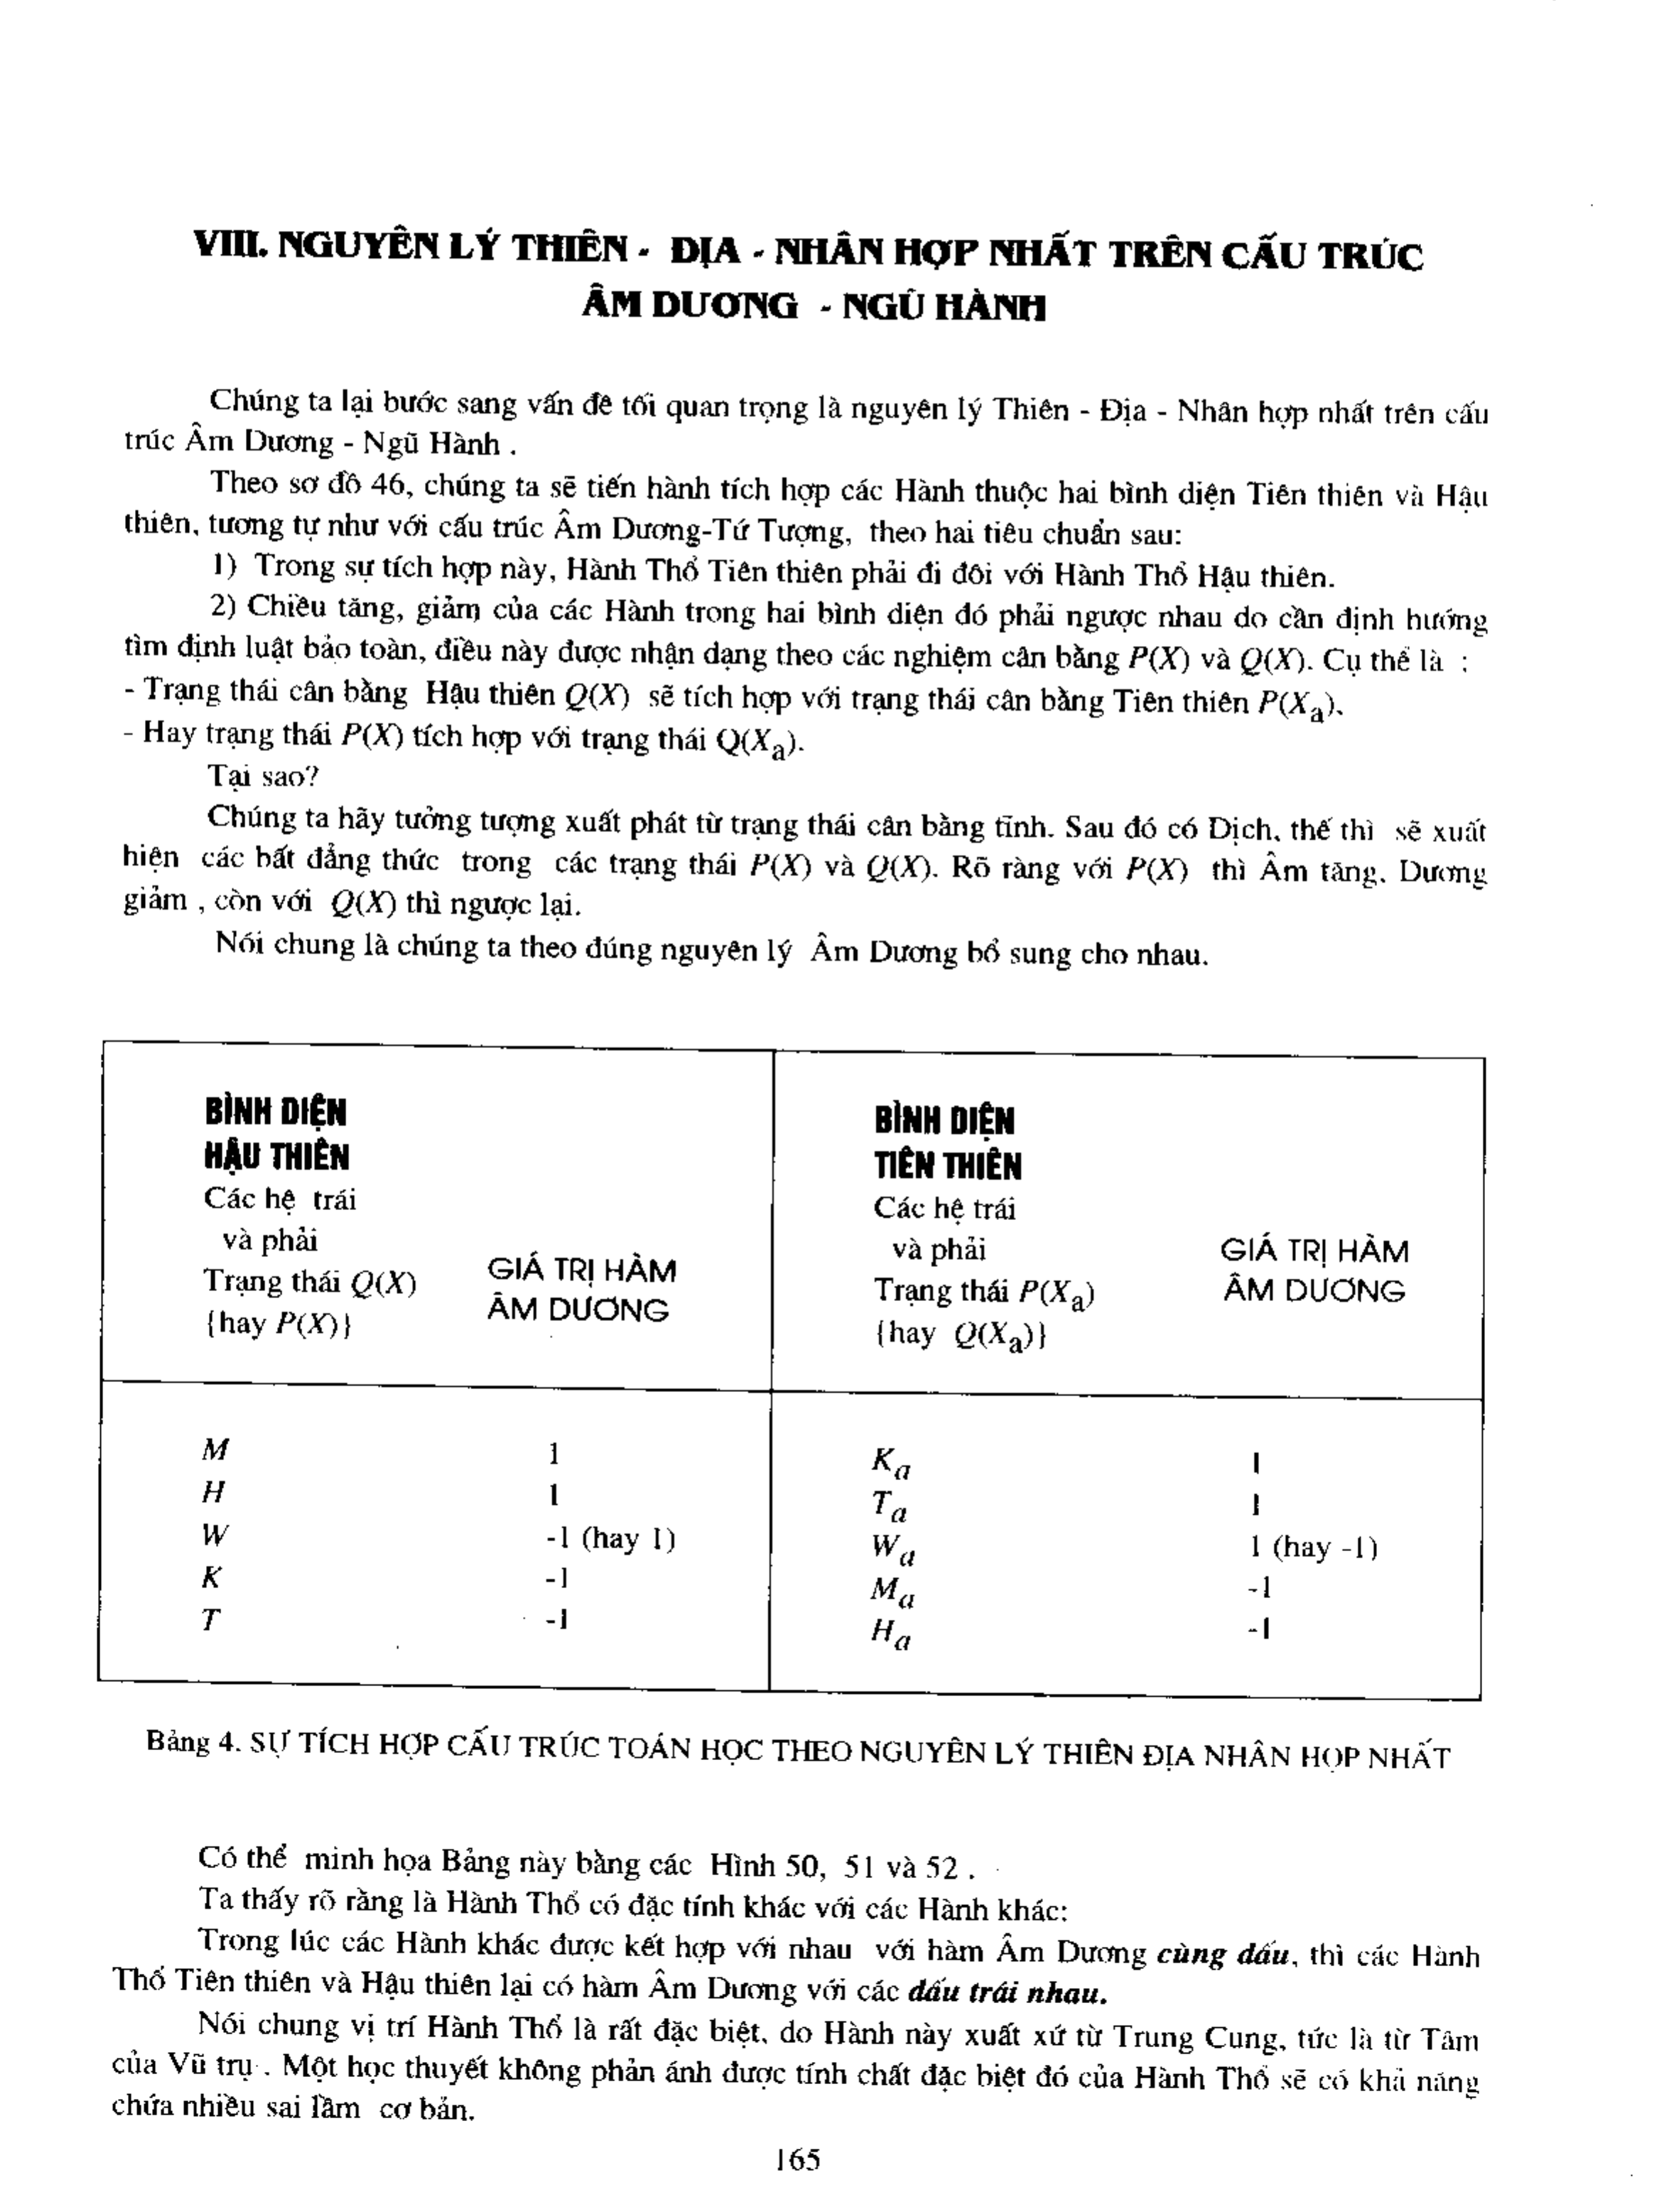 VIII. NGUYÊN LÝ THIÊN - ĐỊA - NHÂN HỢP NHẤT TRÊN CẤU TRÚC
ÂM DƯƠNG - NGŨ HÀNH
Chúng ta lại bước sang vấn đề tối quan trọng là nguyên lý Thiên - Địa - Nhân hợp nhất trên cấu
trúc Âm Dương - Ngũ Hành .
Theo sơ đồ 46, chúng ta sẽ tiến hành tích hợp các Hành thuộc hai bình diện Tiên thiên và Hậu
thiên, tương tự như với cấu trúc Âm Dương-Tứ Tượng, theo hai tiêu chuẩn sau:
1) Trong sự tích hợp này, Hành Thổ Tiên thiên phải đi đôi với Hành Thổ Hậu thiên.
2) Chiều tăng, giảm của các Hành trong hai bình diện đó phải ngược nhau do cần định hướng
tìm định luật bảo toàn, điều này được nhận dạng theo các nghiệm cân bằng P(X) và Q(X). Cụ thể là :
- Trạng thái cân bằng Hậu thiên Q(X) sẽ tích hợp với trạng thái cân bằng Tiên thiên P(Xa).
- Hay trạng thái P(X) tích hợp với trạng thái Q(Xa).
Tại sao?
Chúng ta hãy tưởng tượng xuất phát từ trạng thái cân bằng tĩnh. Sau đó có Dịch, thế thì sẽ xuất
hiện các bất đẳng thức trong các trạng thái P(X) và Q(X). Rõ ràng với P(X) thì Âm tăng, Dương
giảm , còn với Q(X) thì ngược lại.
Nói chung là chúng ta theo đúng nguyên lý Âm Dương bổ sung cho nhau.
BÌNH DIỆN
HẬU THIÊN
Các hệ trái
và phải
Trạng thái Q(X)
{hay P(X)}
GIÁ TRỊ HÀM
ÂM DƯƠNG
BÌNH DIỆN
TIÊN THIÊN
Các hệ trái
và phải
Trạng thái P(Xa)
{hay Q(Xa)}
GIÁ TRỊ HÀM
ÂM DƯƠNG
M 1 Ka 1
H 1 Ta 1
W -1 (hay 1) Wa 1 (hay -1)
K -1 Ma -1
T -1 Ha -1
Bảng 4. SỰ TÍCH HỢP CẤU TRÚC TOÁN HỌC THEO NGUYÊN LÝ THIÊN ĐỊA NHÂN HỢP NHẤT
Có thể minh họa Bảng này bằng các Hình 50, 51 và 52 .
Ta thấy rõ rằng là Hành Thổ có đặc tính khác với các Hành khác:
Trong lúc các Hành khác được kết hợp với nhau với hàm Âm Dương cùng dấu, thì các Hành
Thổ Tiên thiên và Hậu thiên lại có hàm Âm Dương với các dấu trái nhau.
Nói chung vị trí Hành Thổ là rất đặc biệt, do Hành này xuất xứ từ Trung Cung, tức là từ Tâm
của Vũ trụ . Một học thuyết không phản ánh được tính chất đặc biệt đó của Hành Thổ sẽ có khả năng
chứa nhiều sai lầm cơ bản.
165